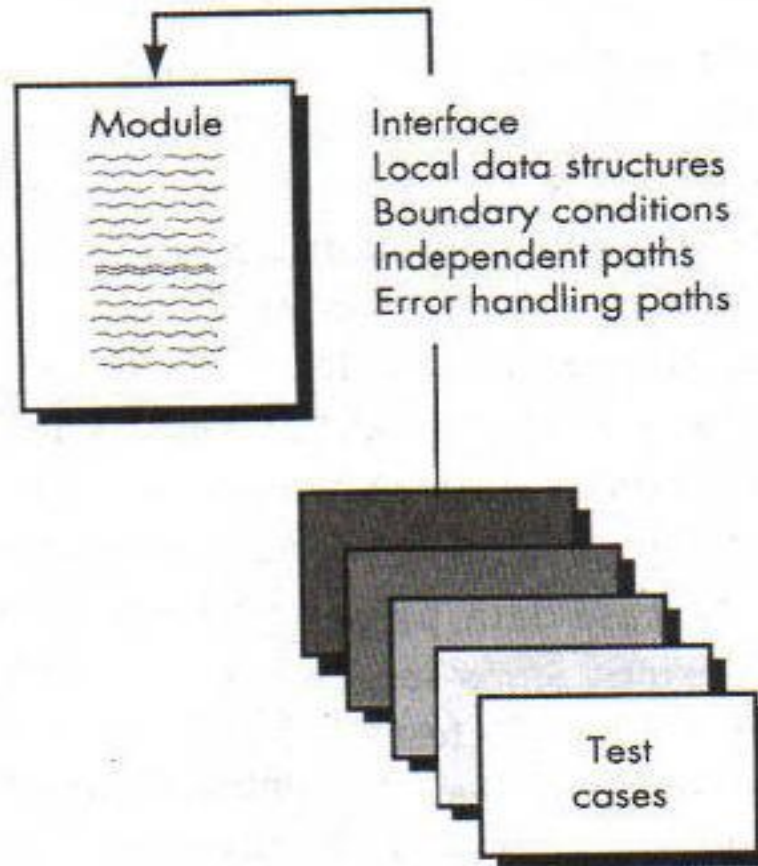 Module
Interface
Local data structures
Boundary conditions
Independent paths
Error handling paths
Test
cases